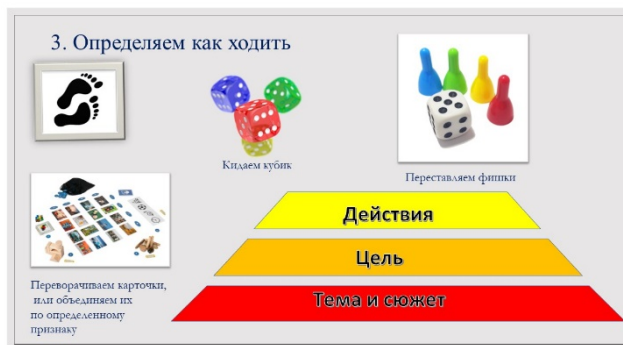 3. Определяем как ходить
Кидаем кубик
Переставляем фишки
Переворачиваем карточки,
или объединяем их
по определенному
признаку
Действия
Цель
Тема и сюжет